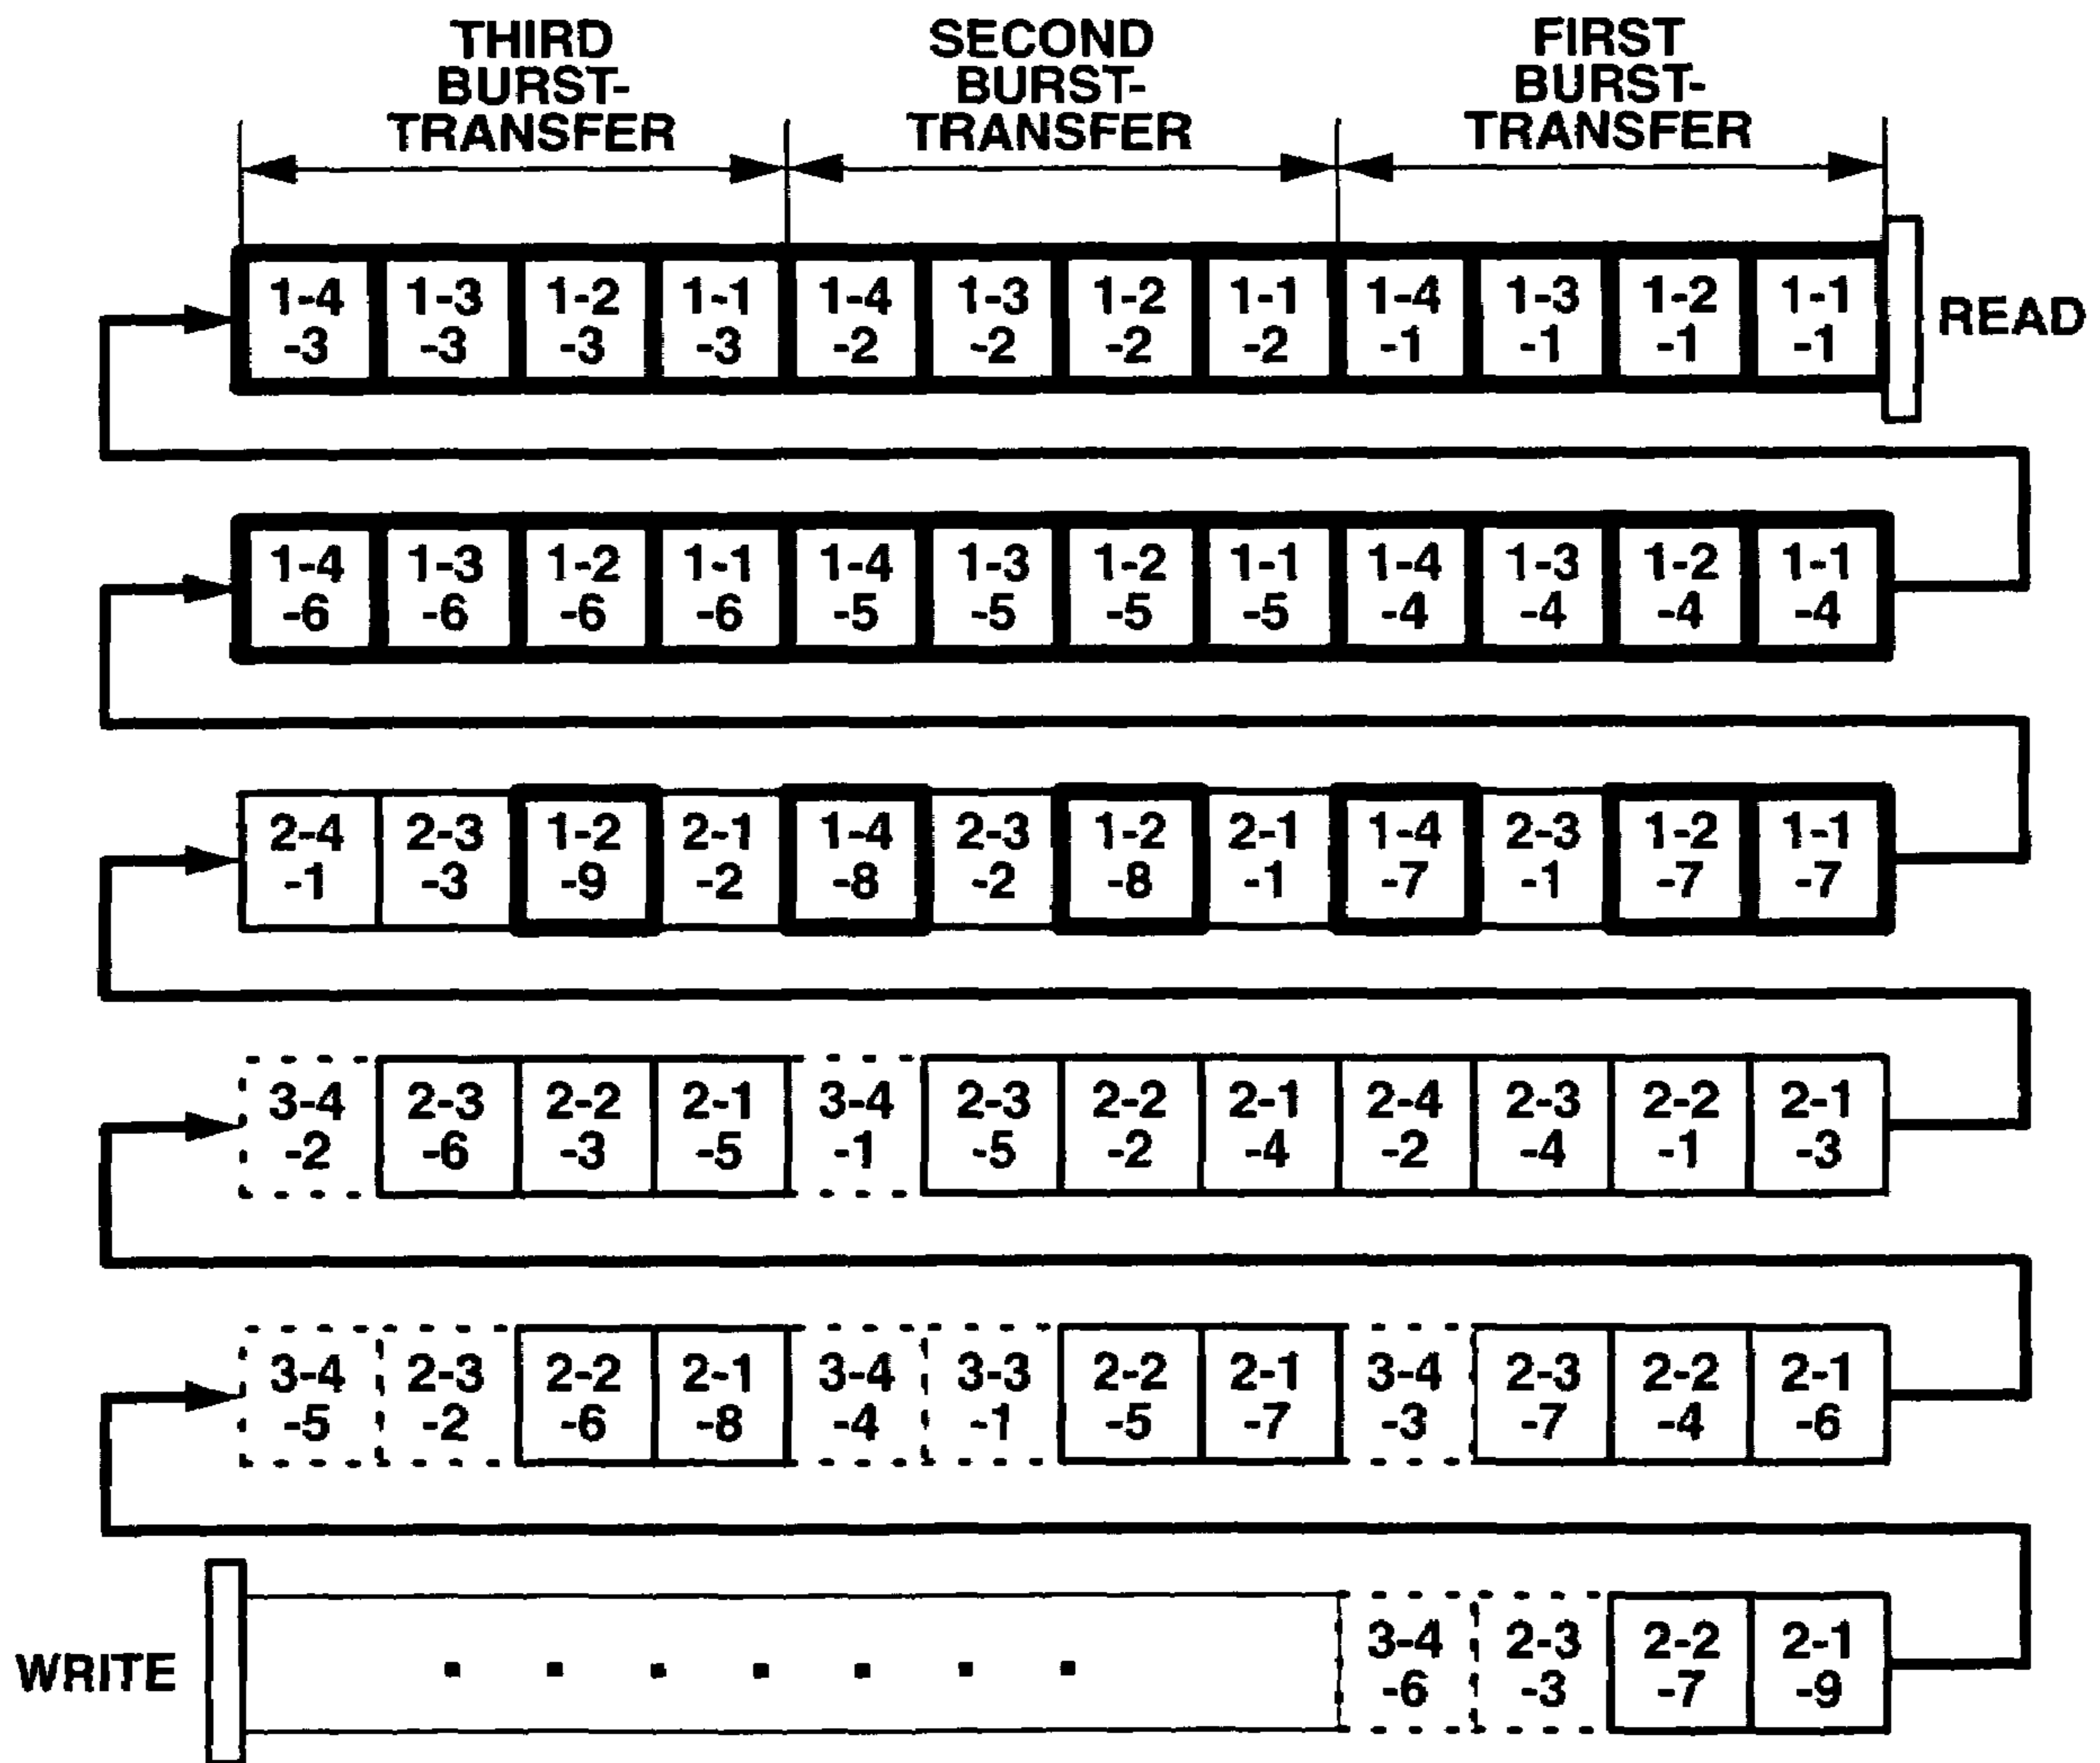 THIRD BURST- TRANSFER
SECOND BURST- TRANSFER
FIRST BURST- TRANSFER
1-4 1-3 1-2 1-1 1-4 1-3 1-2 1-1 1-4 1-3 1-2 1-1
-3 -3 -3 -3 -2 -2 -2 -2 -1 -1 -1 -1
READ
1-4 1-3 1-2 1-1 1-4 1-3 1-2 1-1 1-4 1-3 1-2 1-1
-6 -6 -6 -6 -5 -5 -5 -5 -4 -4 -4 -4
2-4 2-3 1-2 2-1 1-4 2-3 1-2 2-1 1-4 2-3 1-2 1-1
-1 -3 -9 -2 -8 -2 -8 -1 -7 -1 -7 -7
3-4 2-3 2-2 2-1 3-4 2-3 2-2 2-1 2-4 2-3 2-2 2-1
-2 -6 -3 -5 -1 -5 -2 -4 -2 -4 -1 -3
3-4 2-3 2-2 2-1 3-4 3-3 2-2 2-1 3-4 2-3 2-2 2-1
-5 -2 -6 -8 -4 -1 -5 -7 -3 -7 -4 -6
WRITE
3-4 2-3 2-2 2-1
-6 -3 -7 -9